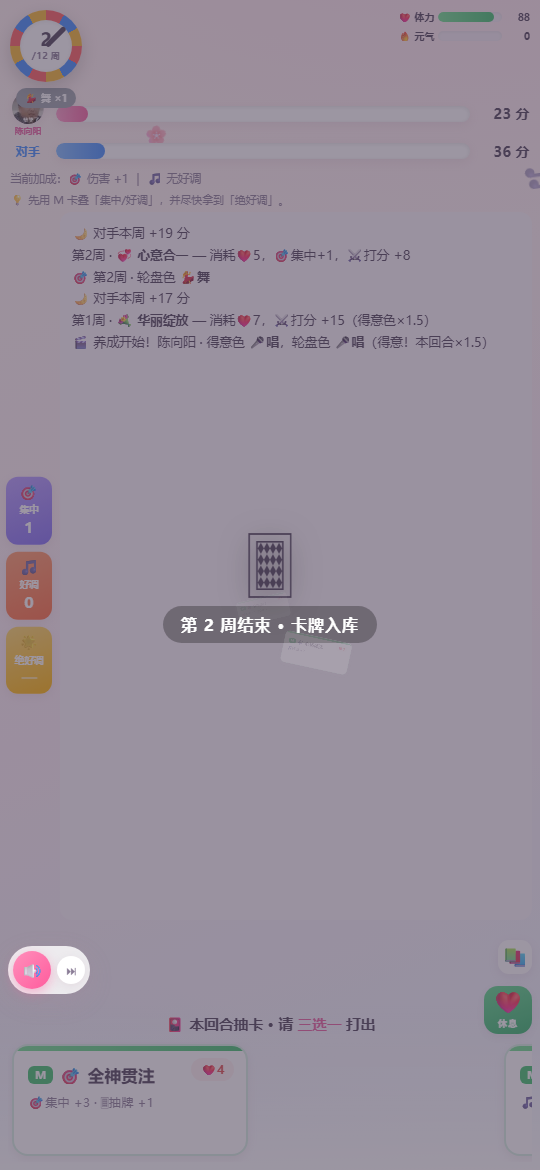 2
/12 周
体力 88
元气 0
舞 ×1
陈向阳
23 分
对手
36 分
当前加成: 伤害 +1 | 无好调
先用 M 卡叠「集中/好调」，并尽快拿到「绝好调」。
对手本周 +19 分
第2周 · 心意合一 — 消耗 5, 集中+1, 打分 +8
第2周 · 轮盘色 舞
对手本周 +17 分
第1周 · 华丽绽放 — 消耗 7, 打分 +15（得意色×1.5）
养成开始！陈向阳 · 得意色 唱，轮盘色 唱（得意！本回合×1.5）
集中
1
好调
0
绝好调
—
第 2 周结束 • 卡牌入库
休息
本回合抽卡 • 请 三选一 打出
M 全神贯注 4
集中 +3 · 抽牌 +1